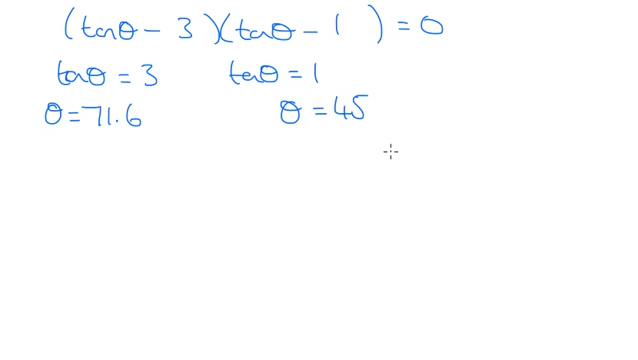 (tanθ - 3)(tanθ - 1) = 0
tanθ = 3 tanθ = 1
θ = 71.6 θ = 45